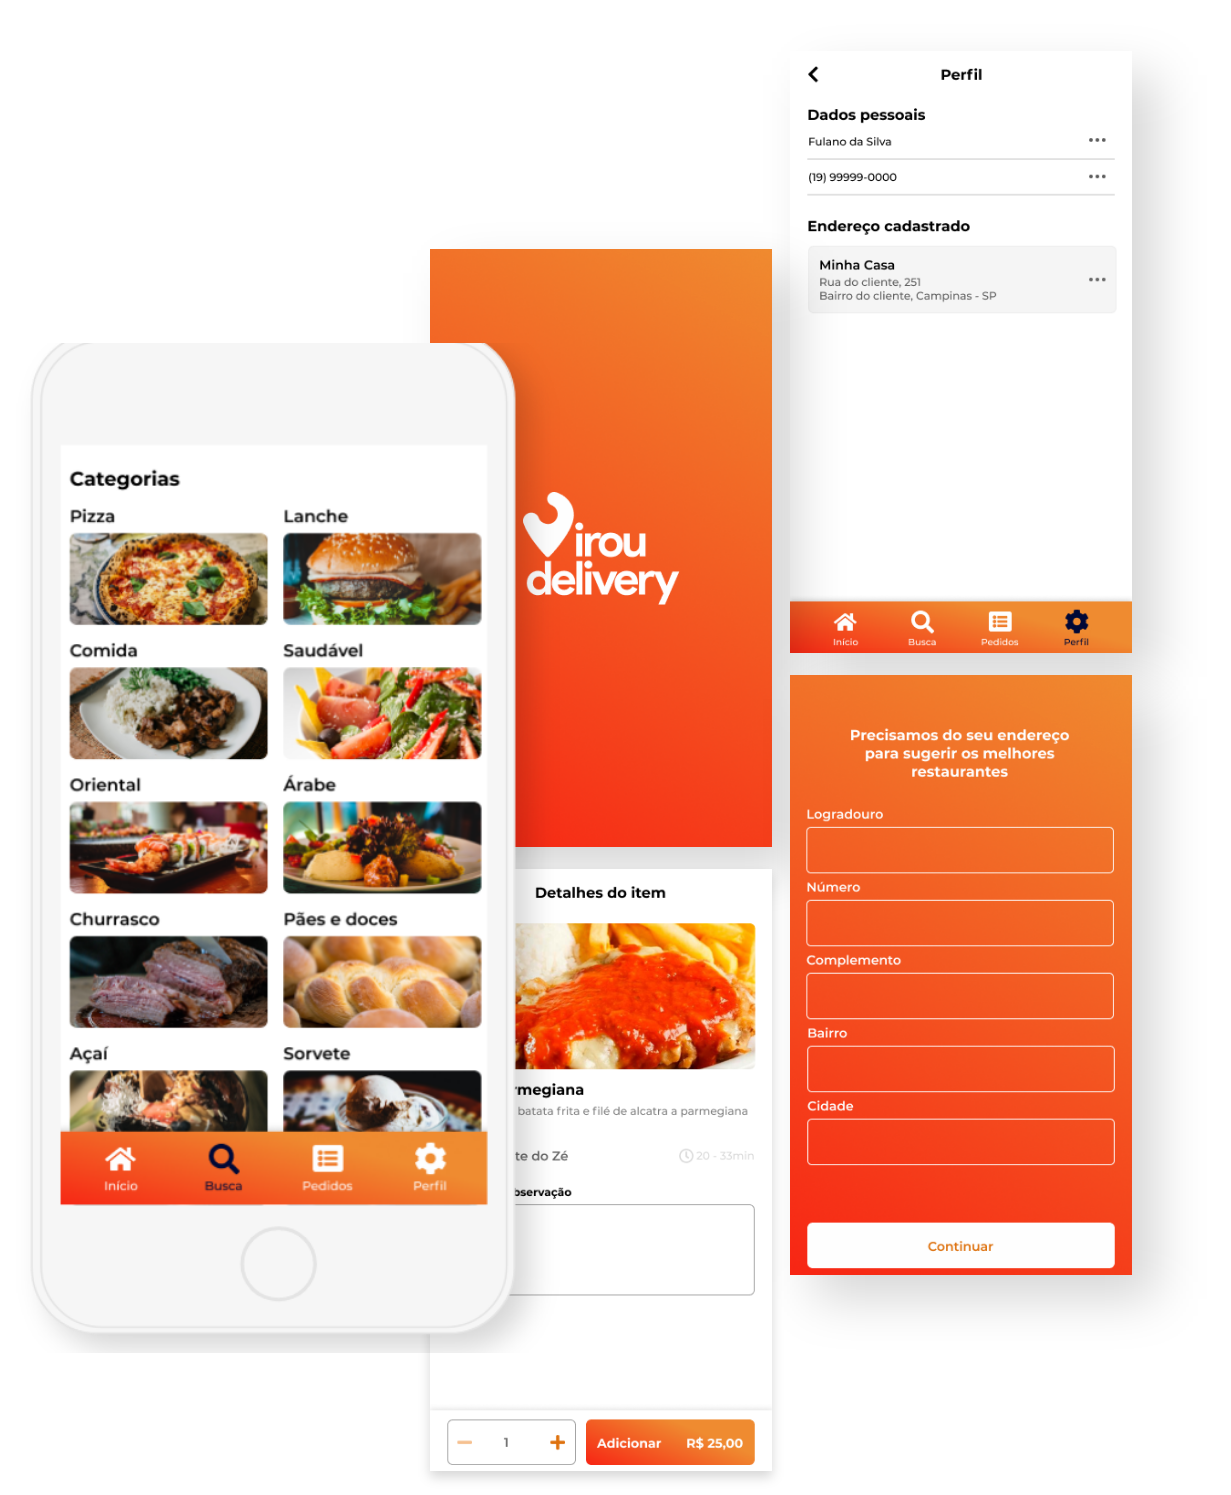 Perfil
Dados pessoais
Fulano da Silva
(19) 99999-0000
Endereço cadastrado
Minha Casa
Rua do cliente, 251
Bairro do cliente, Campinas - SP
Início Busca Pedidos Perfil
irou
delivery
Categorias
Pizza Lanche
Comida Saudável
Oriental Árabe
Churrasco Pães e doces
Açaí Sorvete
Início Busca Pedidos Perfil
Detalhes do item
rmegiana
batata frita e filé de alcatra a parmegiana
te do Zé 20 - 33min
bservação
1 Adicionar R$ 25,00
Precisamos do seu endereço
para sugerir os melhores
restaurantes
Logradouro
Número
Complemento
Bairro
Cidade
Continuar